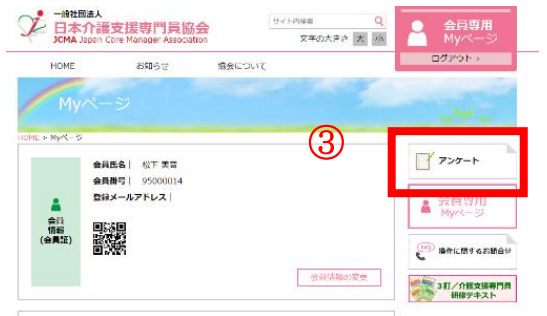 一般社団法人
日本介護支援専門員協会
JCMA Japan Care Manager Association
サイト内検索
文字の大きさ 大 小
会員専用
Myページ
ログアウト ›
HOME お知らせ 協会について
Myページ
HOME > Myページ
③
会員氏名｜ 松下 美音
会員番号｜ 95000014
登録メールアドレス｜
会員
情報
(会員証)
会員情報の変更
アンケート
会員専用
Myページ
FAQ
操作に関するお問合せ
3訂/介護支援専門員
研修テキスト